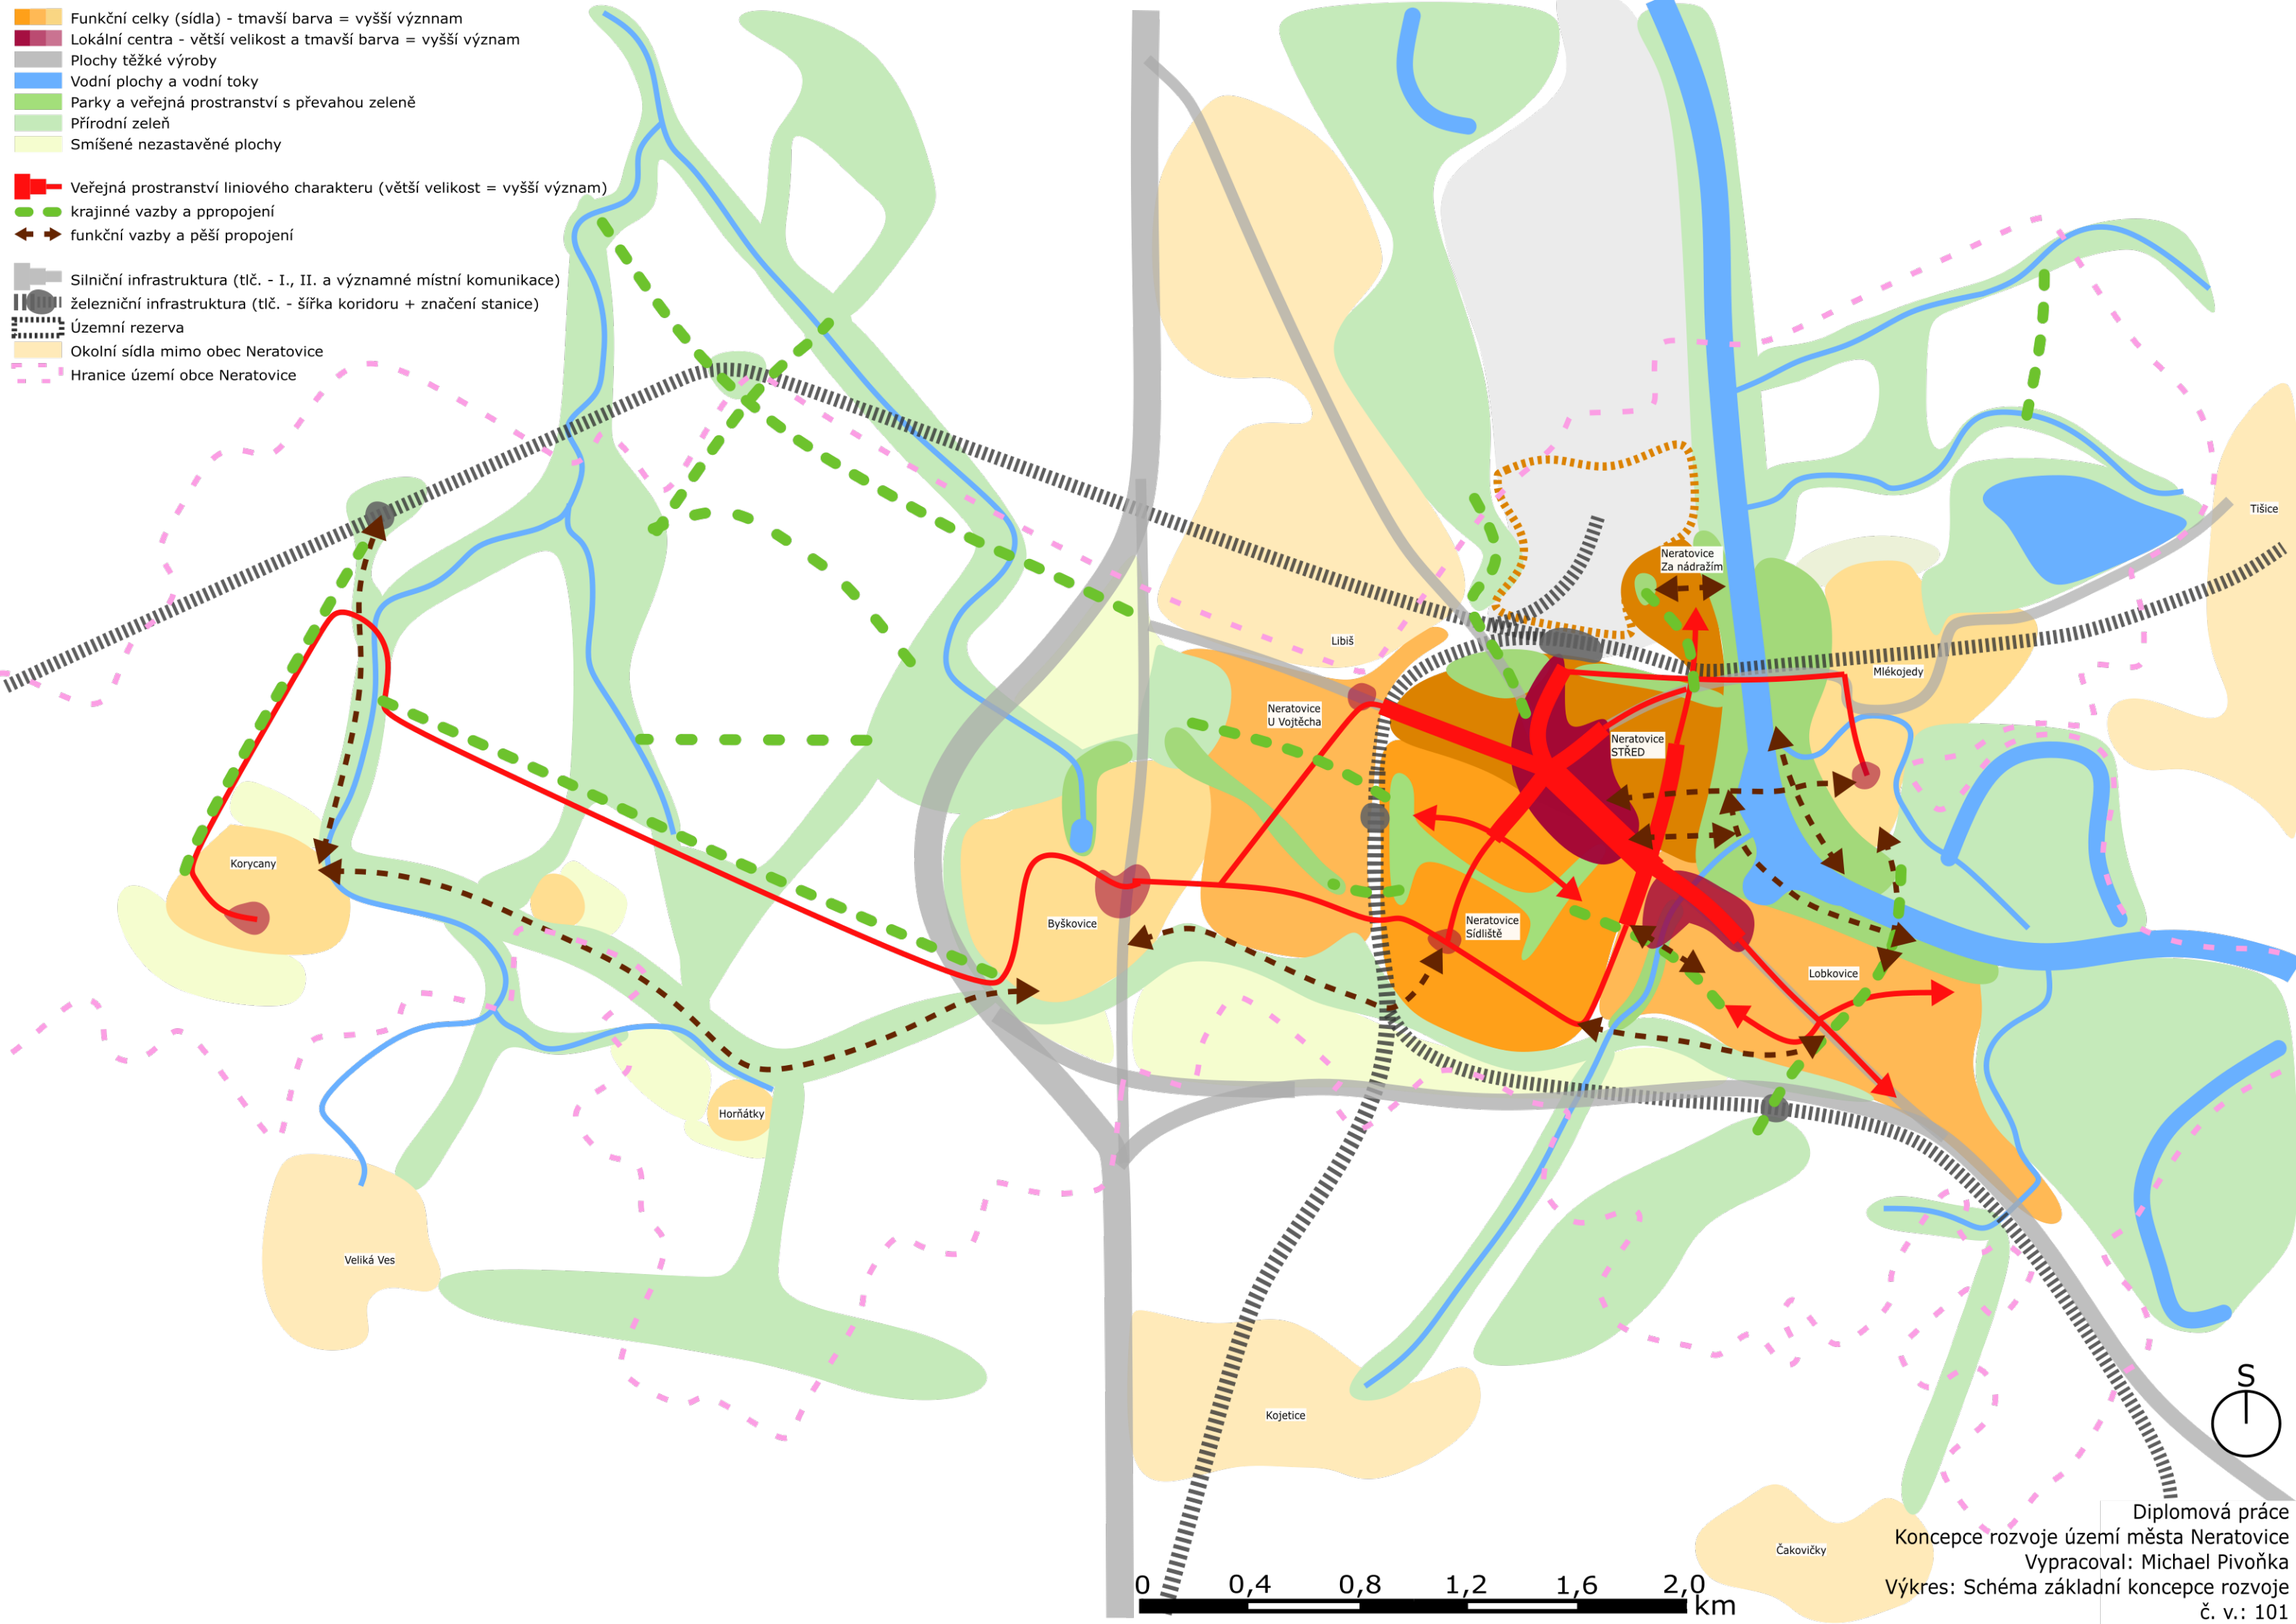 Funkční celky (sídla) - tmavší barva = vyšší význnam
Lokální centra - větší velikost a tmavší barva = vyšší význam
Plochy těžké výroby
Vodní plochy a vodní toky
Parky a veřejná prostranství s převahou zeleně
Přírodní zeleň
Smíšené nezastavěné plochy
Veřejná prostranství liniového charakteru (větší velikost = vyšší význam)
krajinné vazby a ppropojení
funkční vazby a pěší propojení
Silniční infrastruktura (tlč. - I., II. a významné místní komunikace)
železniční infrastruktura (tlč. - šířka koridoru + značení stanice)
Územní rezerva
Okolní sídla mimo obec Neratovice
Hranice území obce Neratovice
Tišice
Neratovice
Za nádražím
Libiš
Mlékojedy
Neratovice
U Vojtěcha
Neratovice
STŘED
Korycany
Byškovice
Neratovice
Sídliště
Lobkovice
Horňátky
Veliká Ves
Kojetice
Čakovičky
S
0 0,4 0,8 1,2 1,6 2,0
km
Diplomová práce
Koncepce rozvoje území města Neratovice
Vypracoval: Michael Pivoňka
Výkres: Schéma základní koncepce rozvoje
č. v.: 101